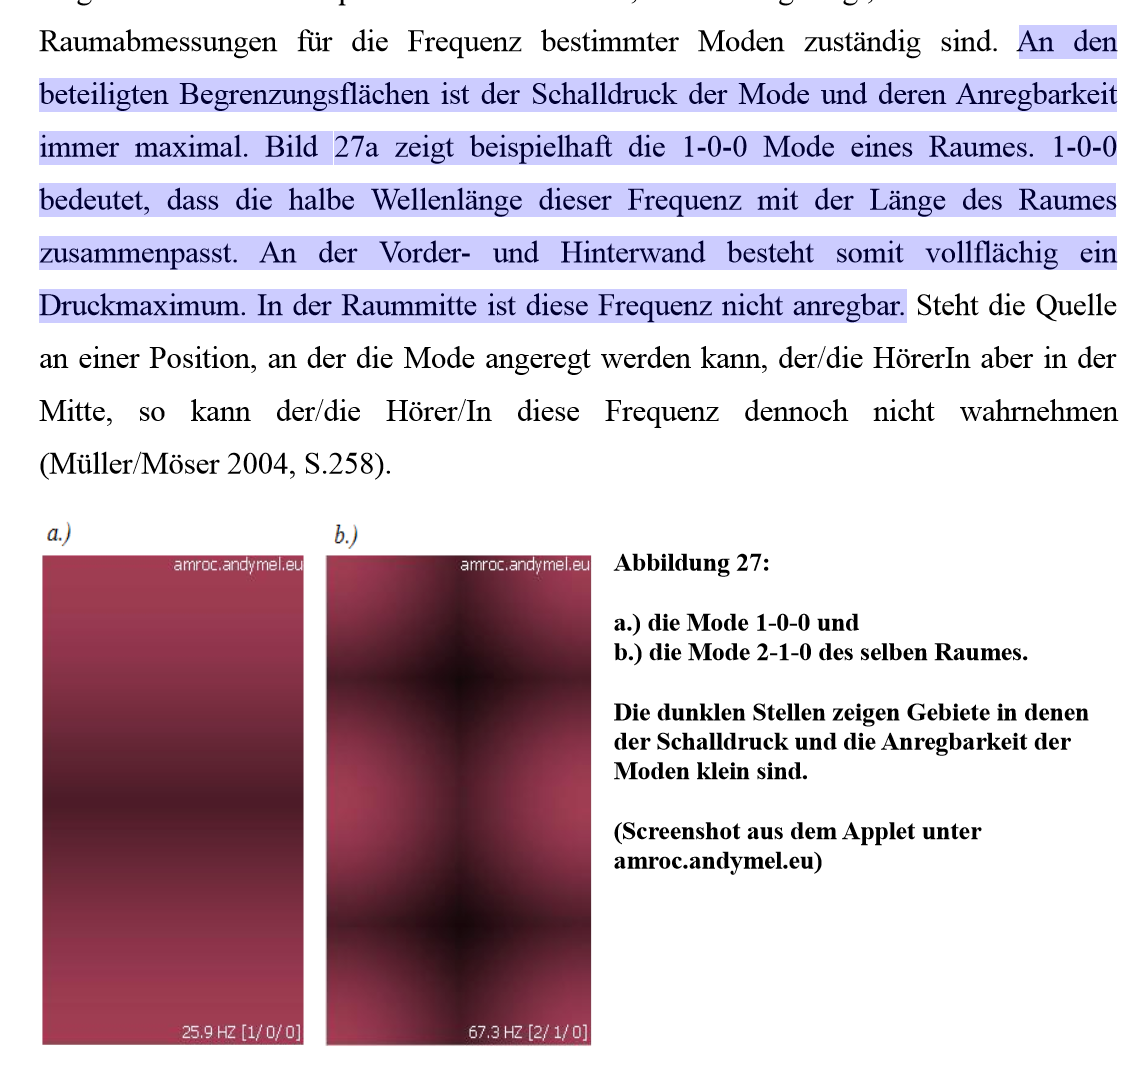 Raumabmessungen für die Frequenz bestimmter Moden zuständig sind. An den
beteiligten Begrenzungsflächen ist der Schalldruck der Mode und deren Anregbarkeit
immer maximal. Bild 27a zeigt beispielhaft die 1-0-0 Mode eines Raumes. 1-0-0
bedeutet, dass die halbe Wellenlänge dieser Frequenz mit der Länge des Raumes
zusammenpasst. An der Vorder- und Hinterwand besteht somit vollflächig ein
Druckmaximum. In der Raummitte ist diese Frequenz nicht anregbar. Steht die Quelle
an einer Position, an der die Mode angeregt werden kann, der/die HörerIn aber in der
Mitte, so kann der/die Hörer/In diese Frequenz dennoch nicht wahrnehmen
(Müller/Möser 2004, S.258).
a.)
amroc.andymel.eu
25.9 HZ [1/ 0/ 0]
b.)
amroc.andymel.eu
67.3 HZ [2/ 1/ 0]
Abbildung 27:
a.) die Mode 1-0-0 und
b.) die Mode 2-1-0 des selben Raumes.
Die dunklen Stellen zeigen Gebiete in denen
der Schalldruck und die Anregbarkeit der
Moden klein sind.
(Screenshot aus dem Applet unter
amroc.andymel.eu)